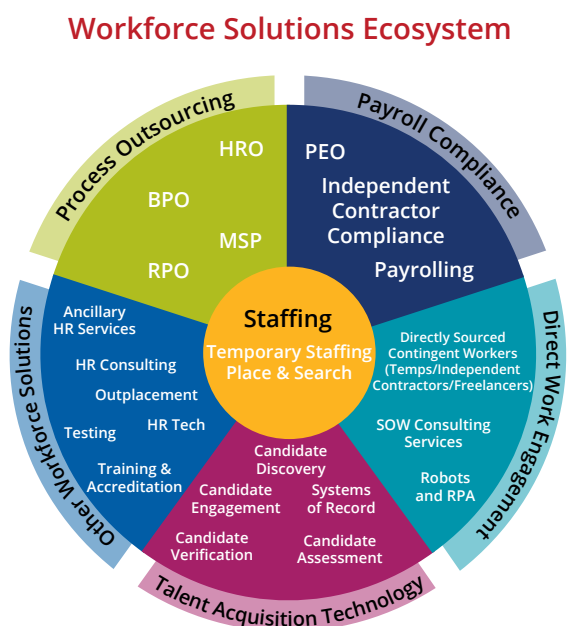 Workforce Solutions Ecosystem
Process Outsourcing
HRO
BPO
MSP
RPO
Payroll Compliance
PEO
Independent
Contractor
Compliance
Payrolling
Staffing
Temporary Staffing
Place & Search
Direct Work Engagement
Directly Sourced
Contingent Workers
(Temps/Independent
Contractors/Freelancers)
SOW Consulting
Services
Robots
and RPA
Talent Acquisition Technology
Candidate
Discovery
Candidate
Engagement
Systems
of Record
Candidate
Verification
Candidate
Assessment
Other Workforce Solutions
Ancillary
HR Services
HR Consulting
Outplacement
HR Tech
Testing
Training &
Accreditation